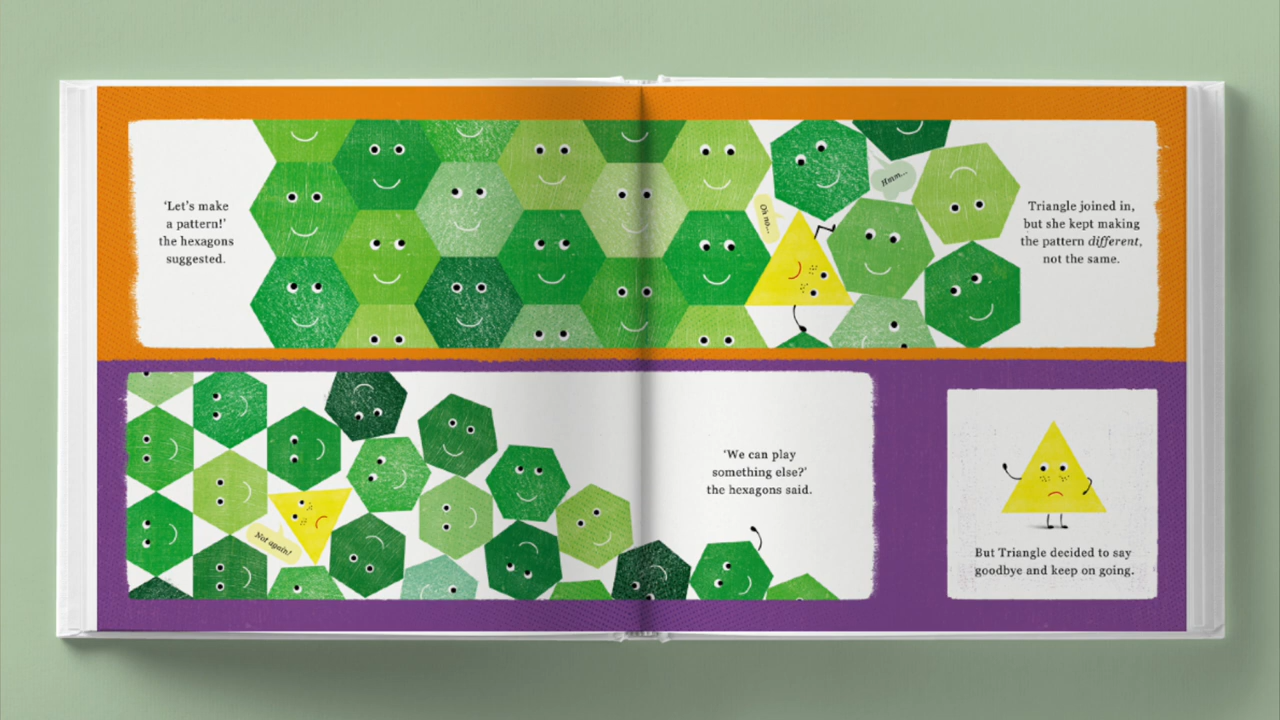 ‘Let’s make
a pattern!’
the hexagons
suggested.
Oh no...
Hmm...
Triangle joined in,
but she kept making
the pattern different,
not the same.
Not again!
‘We can play
something else?’
the hexagons said.
But Triangle decided to say
goodbye and keep on going.